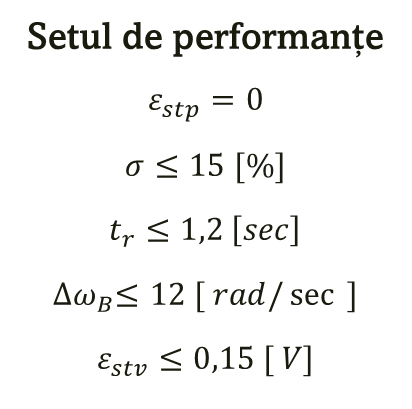 Setul de performanțe
ε_stp = 0
σ ≤ 15 [%]
t_r ≤ 1,2 [sec]
Δω_B ≤ 12 [ rad/ sec ]
ε_stv ≤ 0,15 [ V]